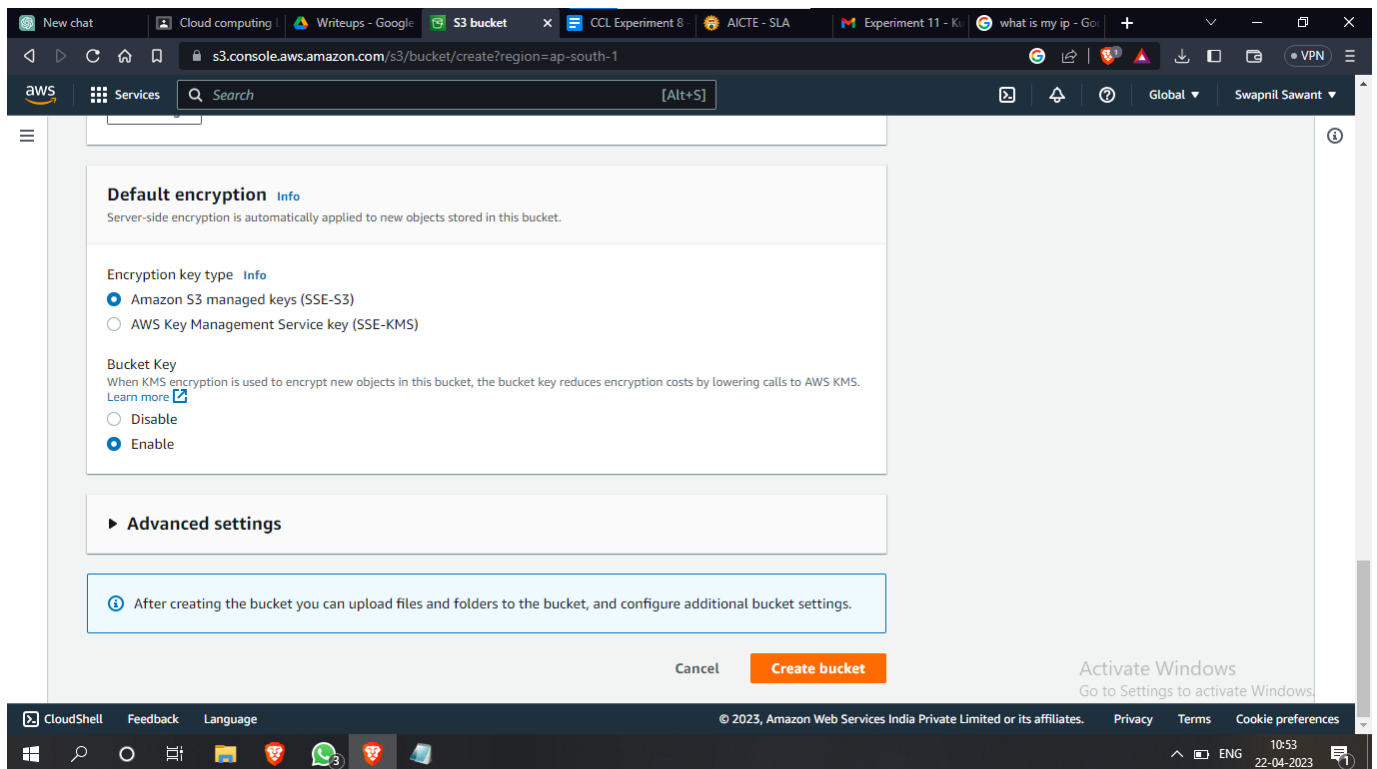 New chat
Cloud computing L
Writeups - Google
S3 bucket
CCL Experiment 8 -
AICTE - SLA
Experiment 11 - Ku
what is my ip - Goo
s3.console.aws.amazon.com/s3/bucket/create?region=ap-south-1
VPN
aws
Services
Search
[Alt+S]
Global
Swapnil Sawant
Default encryption Info
Server-side encryption is automatically applied to new objects stored in this bucket.
Encryption key type Info
Amazon S3 managed keys (SSE-S3)
AWS Key Management Service key (SSE-KMS)
Bucket Key
When KMS encryption is used to encrypt new objects in this bucket, the bucket key reduces encryption costs by lowering calls to AWS KMS.
Learn more
Disable
Enable
Advanced settings
After creating the bucket you can upload files and folders to the bucket, and configure additional bucket settings.
Cancel
Create bucket
Activate Windows
Go to Settings to activate Windows.
CloudShell
Feedback
Language
© 2023, Amazon Web Services India Private Limited or its affiliates.
Privacy
Terms
Cookie preferences
3
ENG
10:53
22-04-2023
1